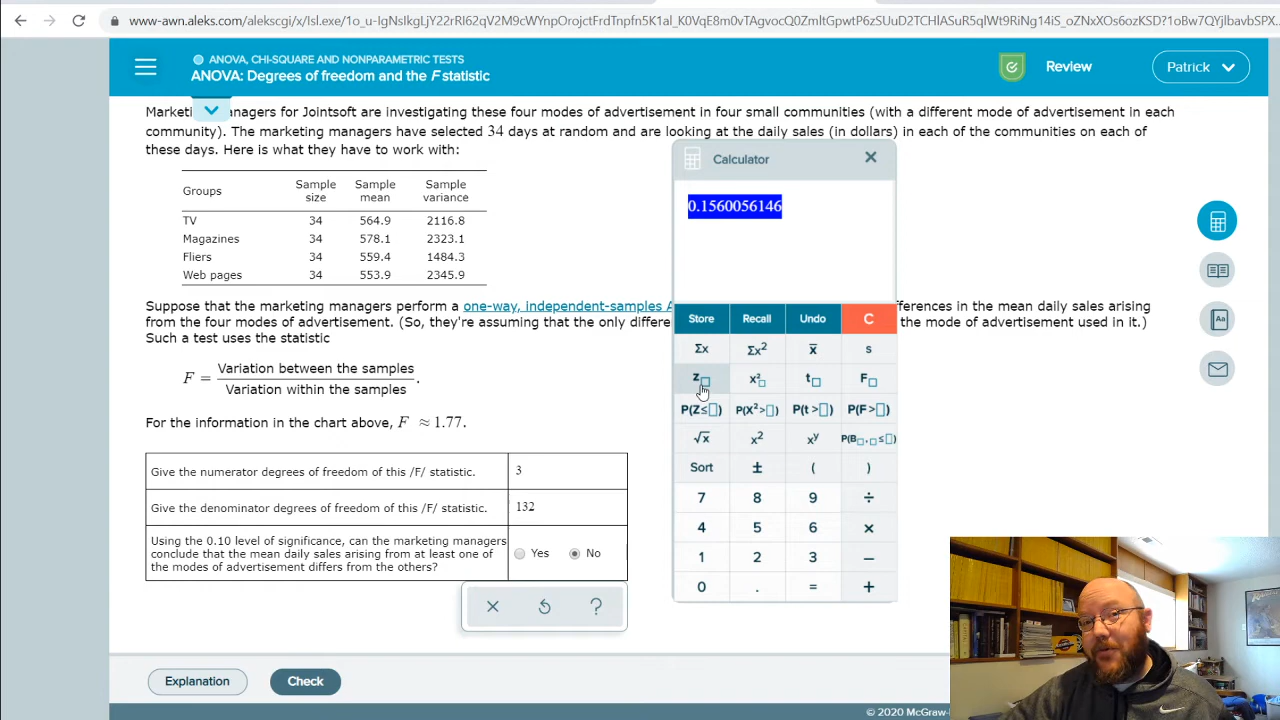 www-awn.aleks.com/alekscgi/x/lsl.exe/1o_u-
ANOVA, CHI-SQUARE AND NONPARAMETRIC TESTS
ANOVA: Degrees of freedom and the F statistic
Review
Patrick
Marketi anagers for Jointsoft are investigating these four modes of advertisement in four small communities (with a different mode of advertisement in each
community). The marketing managers have selected 34 days at random and are looking at the daily sales (in dollars) in each of the communities on each of
these days. Here is what they have to work with:
Groups Sample size Sample mean Sample variance
TV 34 564.9 2116.8
Magazines 34 578.1 2323.1
Fliers 34 559.4 1484.3
Web pages 34 553.9 2345.9
Suppose that the marketing managers perform a one-way, independent-samples A fferences in the mean daily sales arising
from the four modes of advertisement. (So, they're assuming that the only differe the mode of advertisement used in it.)
Such a test uses the statistic
F = Variation between the samples
Variation within the samples .
For the information in the chart above, F ≈ 1.77.
Give the numerator degrees of freedom of this /F/ statistic. 3
Give the denominator degrees of freedom of this /F/ statistic. 132
Using the 0.10 level of significance, can the marketing managers
conclude that the mean daily sales arising from at least one of Yes No
the modes of advertisement differs from the others?
Calculator
0.1560056146
Store Recall Undo C
Σx Σx² x̄ s
z□ χ²□ t□ F□
P(Z≤□) P(X²>□) P(t>□) P(F>□)
√x x² xʸ P(B□,□≤□)
Sort ± ( )
7 8 9 ÷
4 5 6 ×
1 2 3 −
0 . = +
Aa
× ?
Explanation Check
© 2020 McGraw-